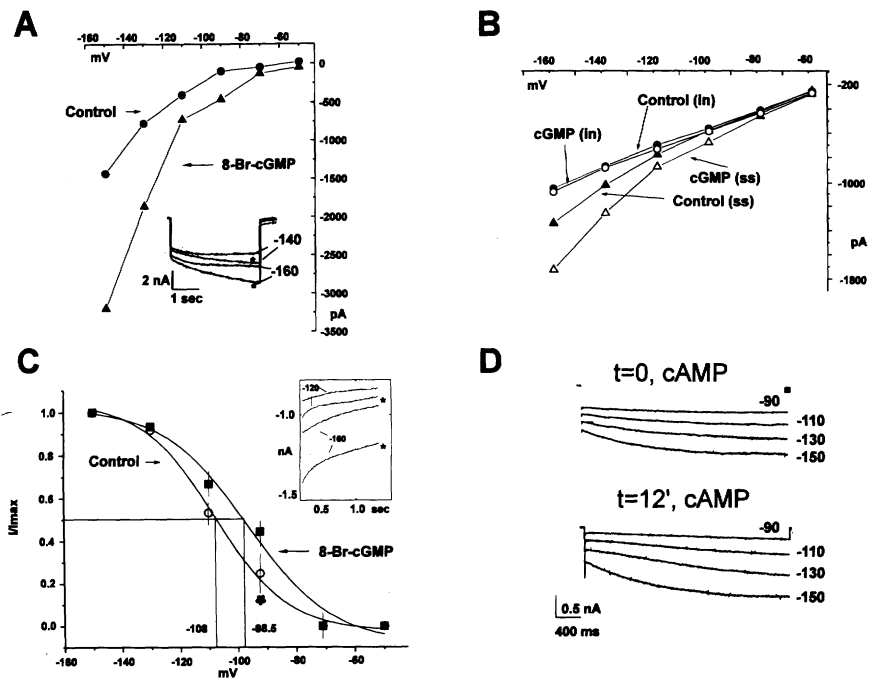 A
-160 -140 -120 -100 -80 -60
mV
0
-500
-1000
-1500
-2000
-2500
-3000
pA
-3500
Control
8-Br-cGMP
-140
-160
2 nA
1 sec
B
-160 -140 -120 -100 -80 -60
mV
-200
-1000
pA
-1800
Control (in)
cGMP (in)
cGMP (ss)
Control (ss)
C
1.0
0.8
0.6
0.4
0.2
0.0
I/Imax
Control
8-Br-cGMP
-108
-98.5
-160 -140 -120 -100 -80 -60
mV
-120
*
-1.0
-160
nA
*
-1.5
0.5 1.0 sec
D
t=0, cAMP
-90
-110
-130
-150
t=12', cAMP
-90
-110
-130
-150
0.5 nA
400 ms